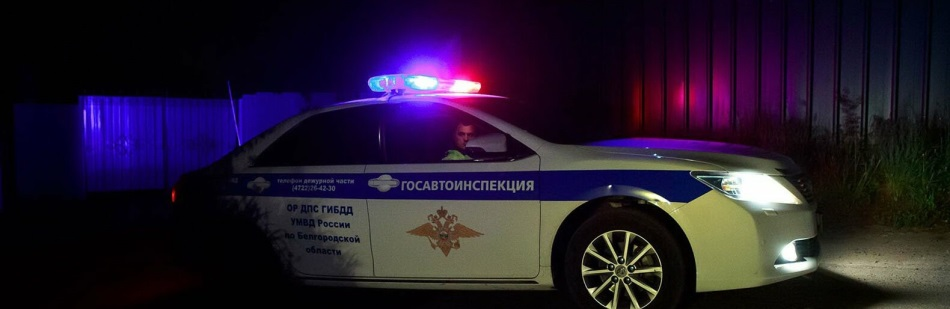 телефон дежурной части
(4722)26-42-30
ГОСАВТОИНСПЕКЦИЯ
ОР ДПС ГИБДД
УМВД России
по Белгородской
области